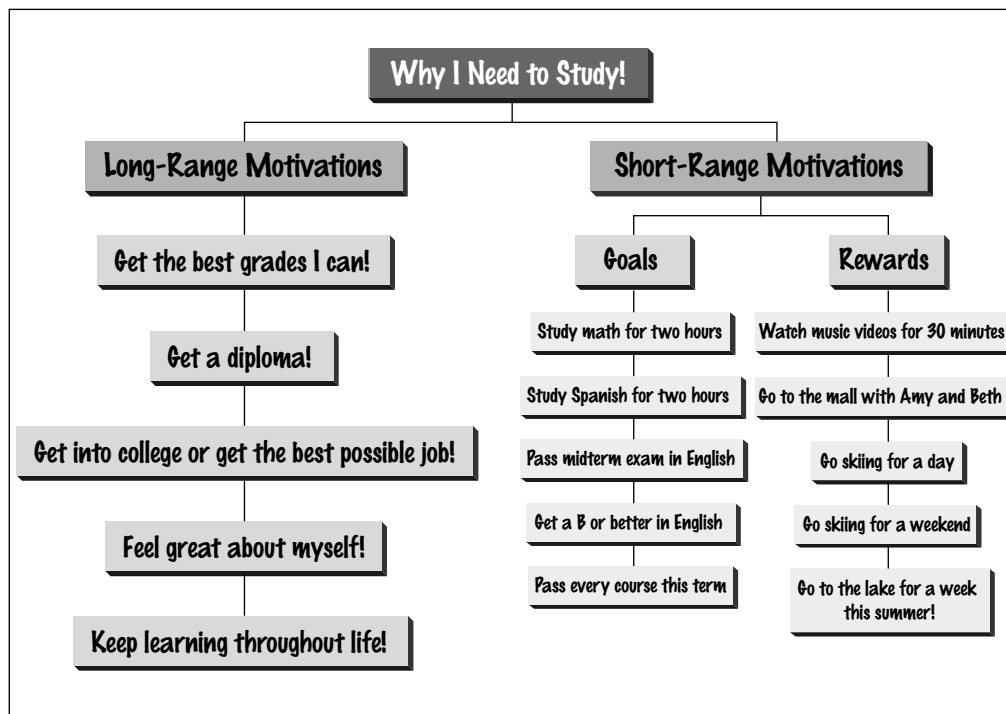 Why I Need to Study!
Long-Range Motivations
Get the best grades I can!
Get a diploma!
Get into college or get the best possible job!
Feel great about myself!
Keep learning throughout life!
Short-Range Motivations
Goals
Study math for two hours
Study Spanish for two hours
Pass midterm exam in English
Get a B or better in English
Pass every course this term
Rewards
Watch music videos for 30 minutes
Go to the mall with Amy and Beth
Go skiing for a day
Go skiing for a weekend
Go to the lake for a week
this summer!